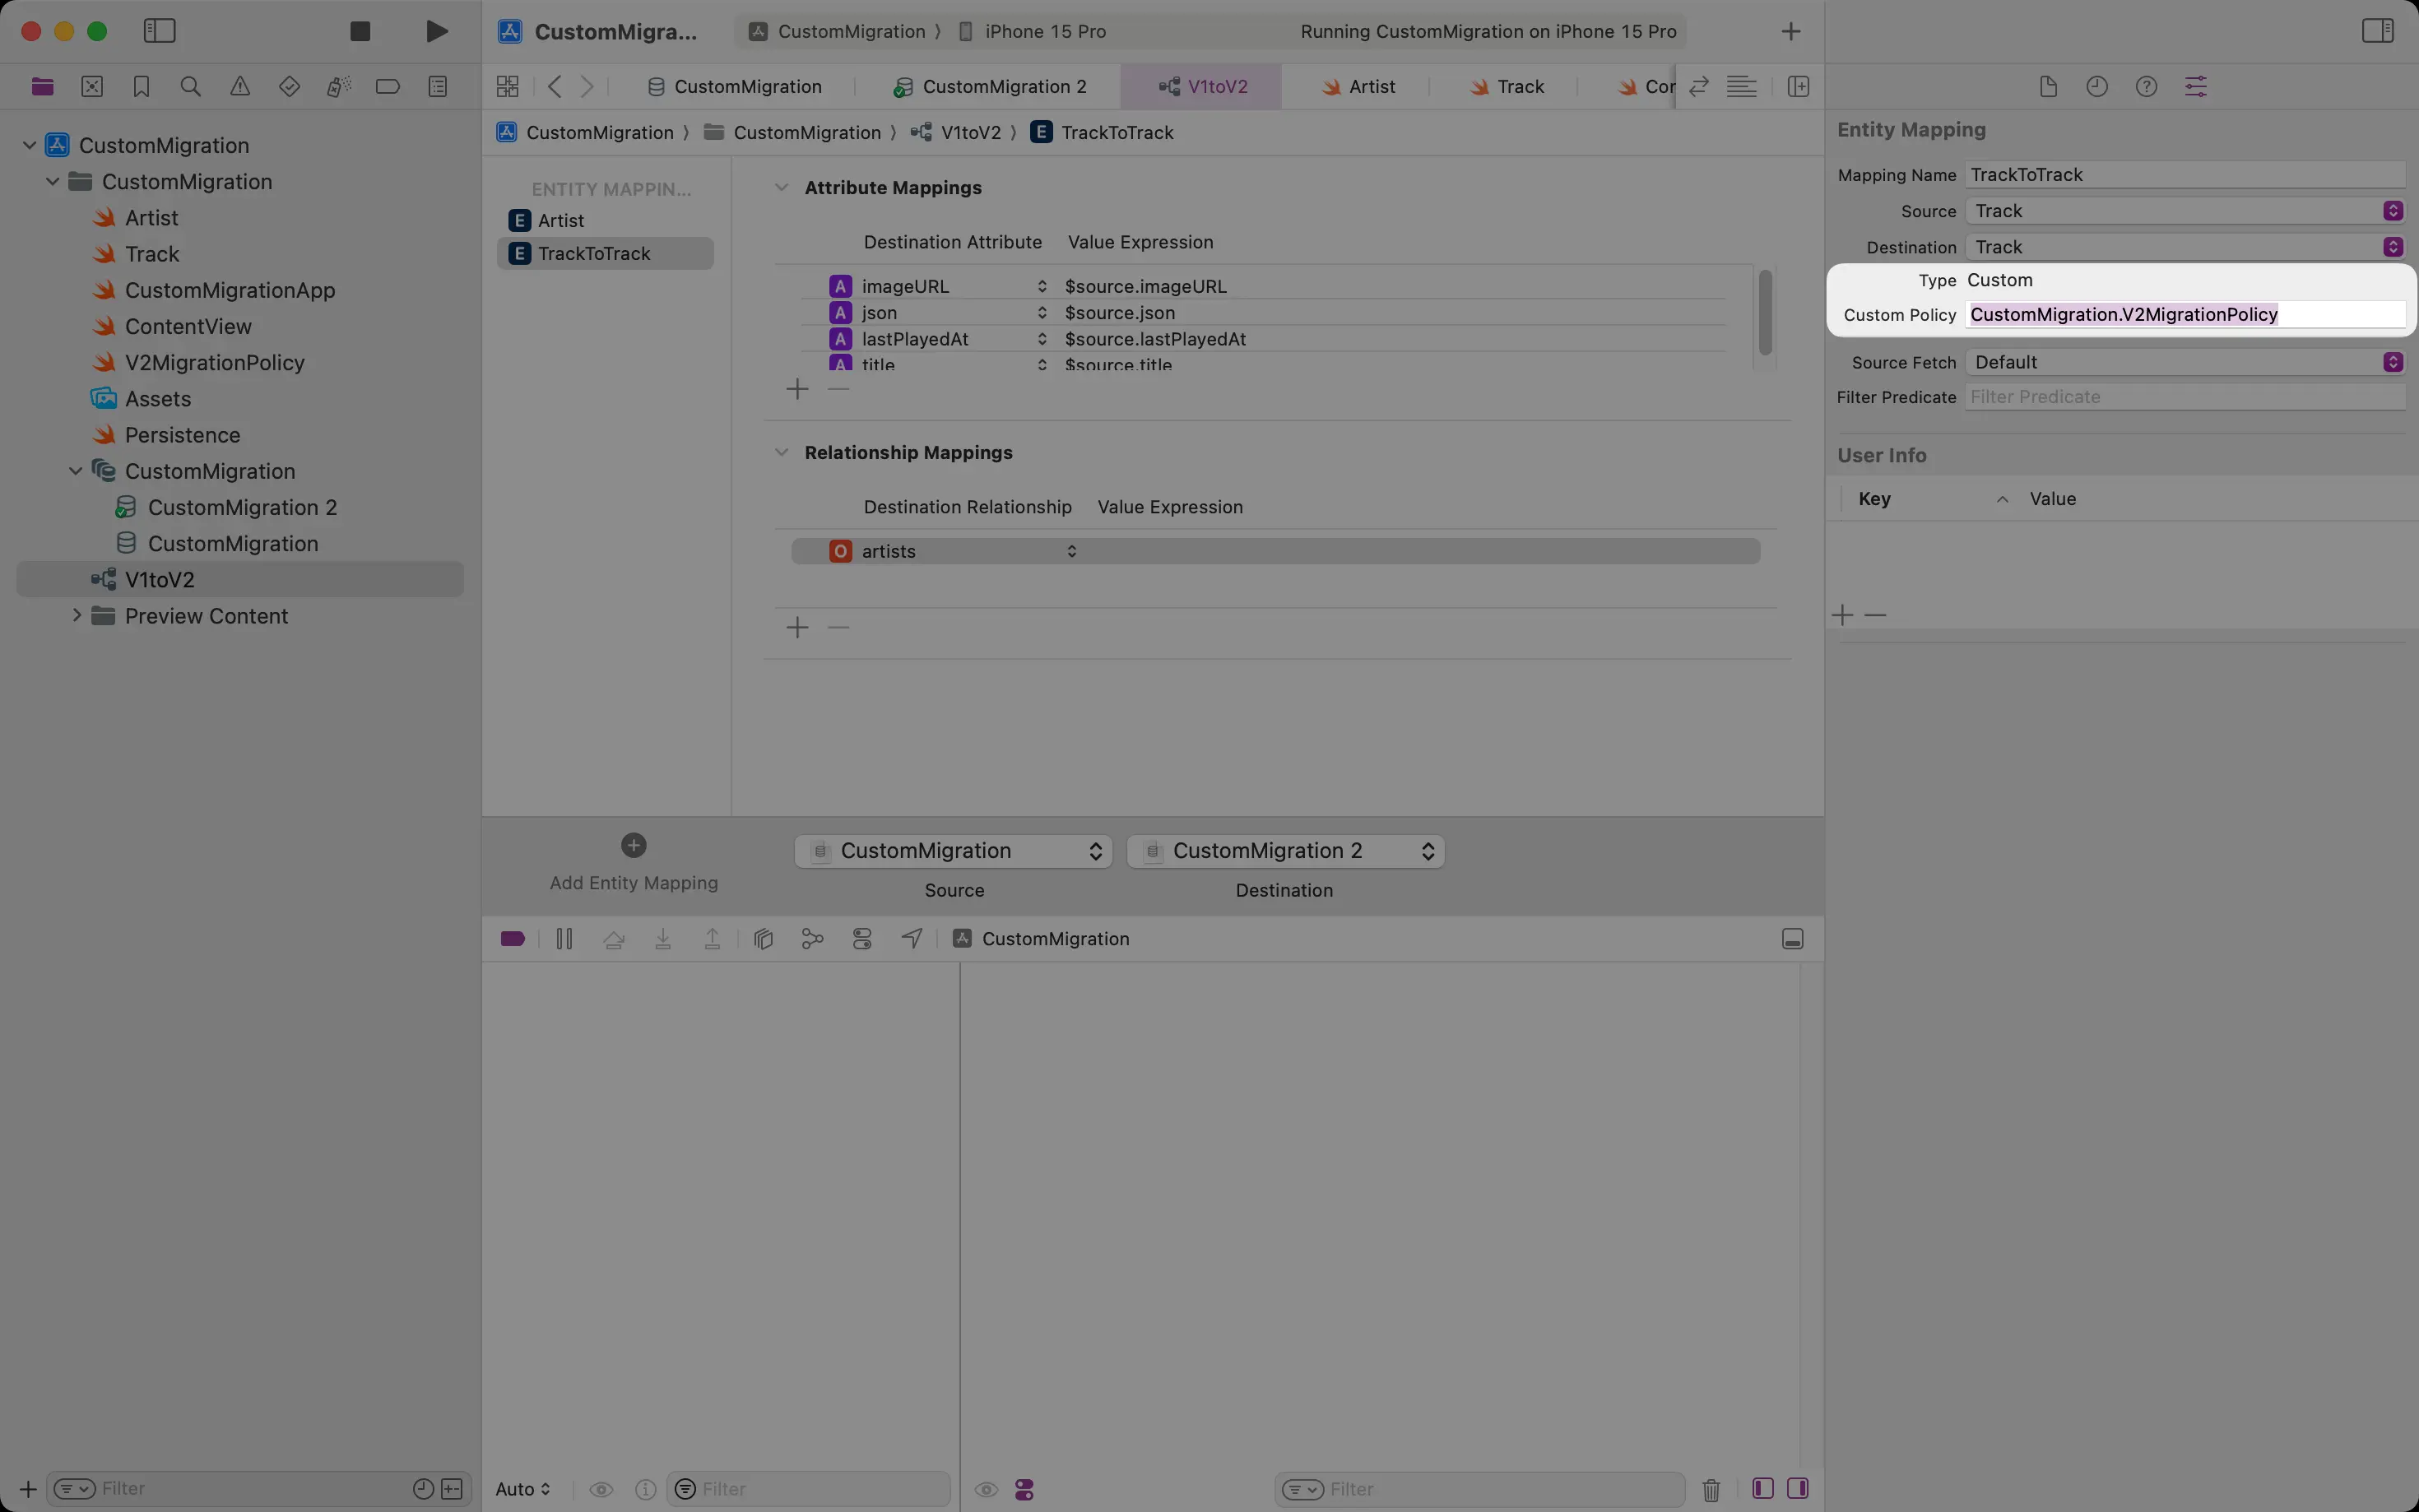 CustomMigra...
CustomMigration
iPhone 15 Pro
Running CustomMigration on iPhone 15 Pro
CustomMigration
CustomMigration 2
V1toV2
Artist
Track
Cor
CustomMigration
CustomMigration
V1toV2
E TrackToTrack
CustomMigration
CustomMigration
Artist
Track
CustomMigrationApp
ContentView
V2MigrationPolicy
Assets
Persistence
CustomMigration
CustomMigration 2
CustomMigration
V1toV2
Preview Content
Filter
ENTITY MAPPIN...
E Artist
E TrackToTrack
Attribute Mappings
Destination Attribute Value Expression
A imageURL $source.imageURL
A json $source.json
A lastPlayedAt $source.lastPlayedAt
A title $source.title
Relationship Mappings
Destination Relationship Value Expression
O artists
Add Entity Mapping
CustomMigration
Source
CustomMigration 2
Destination
CustomMigration
Auto
Filter
Filter
Entity Mapping
Mapping Name TrackToTrack
Source Track
Destination Track
Type Custom
Custom Policy CustomMigration.V2MigrationPolicy
Source Fetch Default
Filter Predicate Filter Predicate
User Info
Key Value